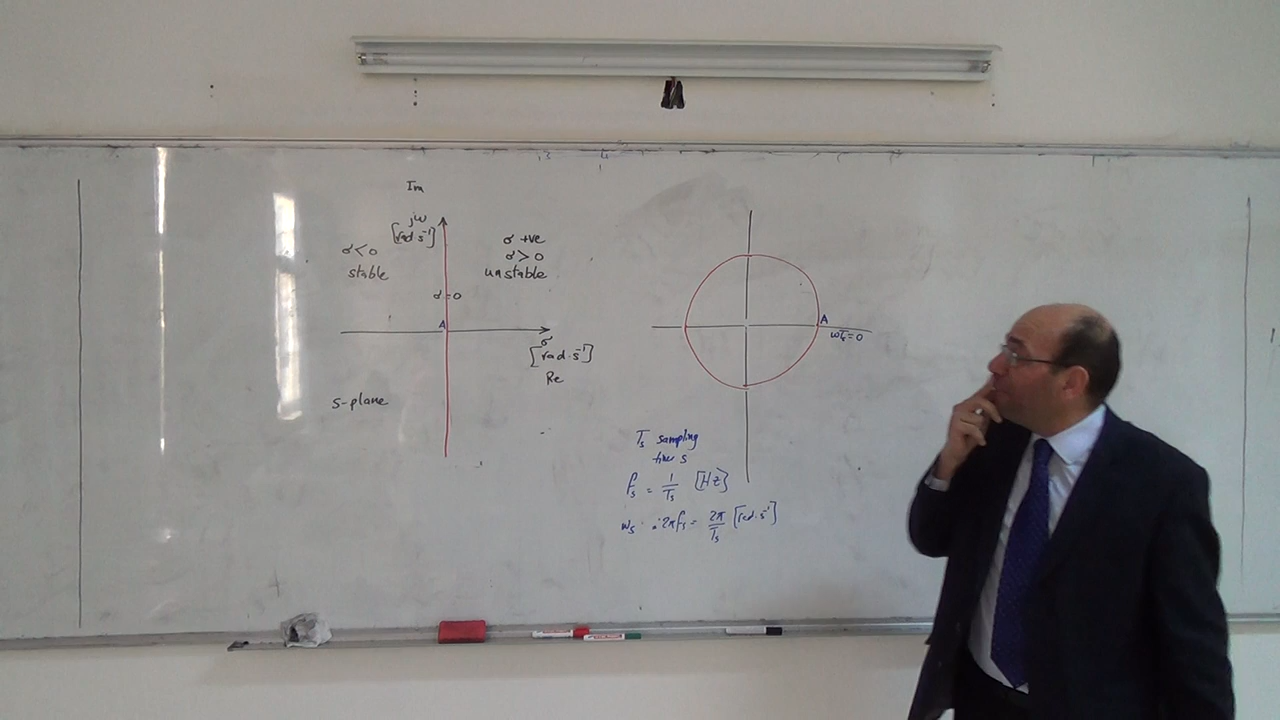 Im
jω
[rad·s⁻¹]
σ<0
stable
σ +ve
σ>0
unstable
σ=0
A
σ
[rad·s⁻¹]
Re
s-plane
A
ωTs=0
Ts sampling
time s
fs = 1/Ts [Hz]
ωs = 2πfs = 2π/Ts [rad·s⁻¹]